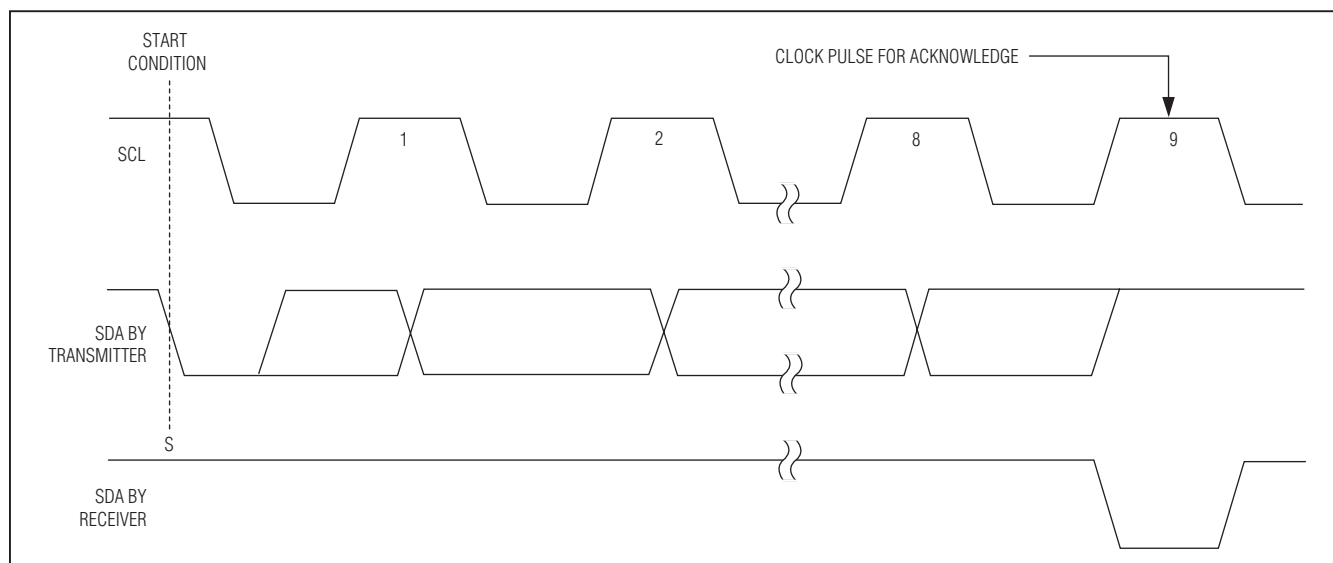 START
CONDITION
CLOCK PULSE FOR ACKNOWLEDGE
SCL
1
2
8
9
SDA BY
TRANSMITTER
S
SDA BY
RECEIVER